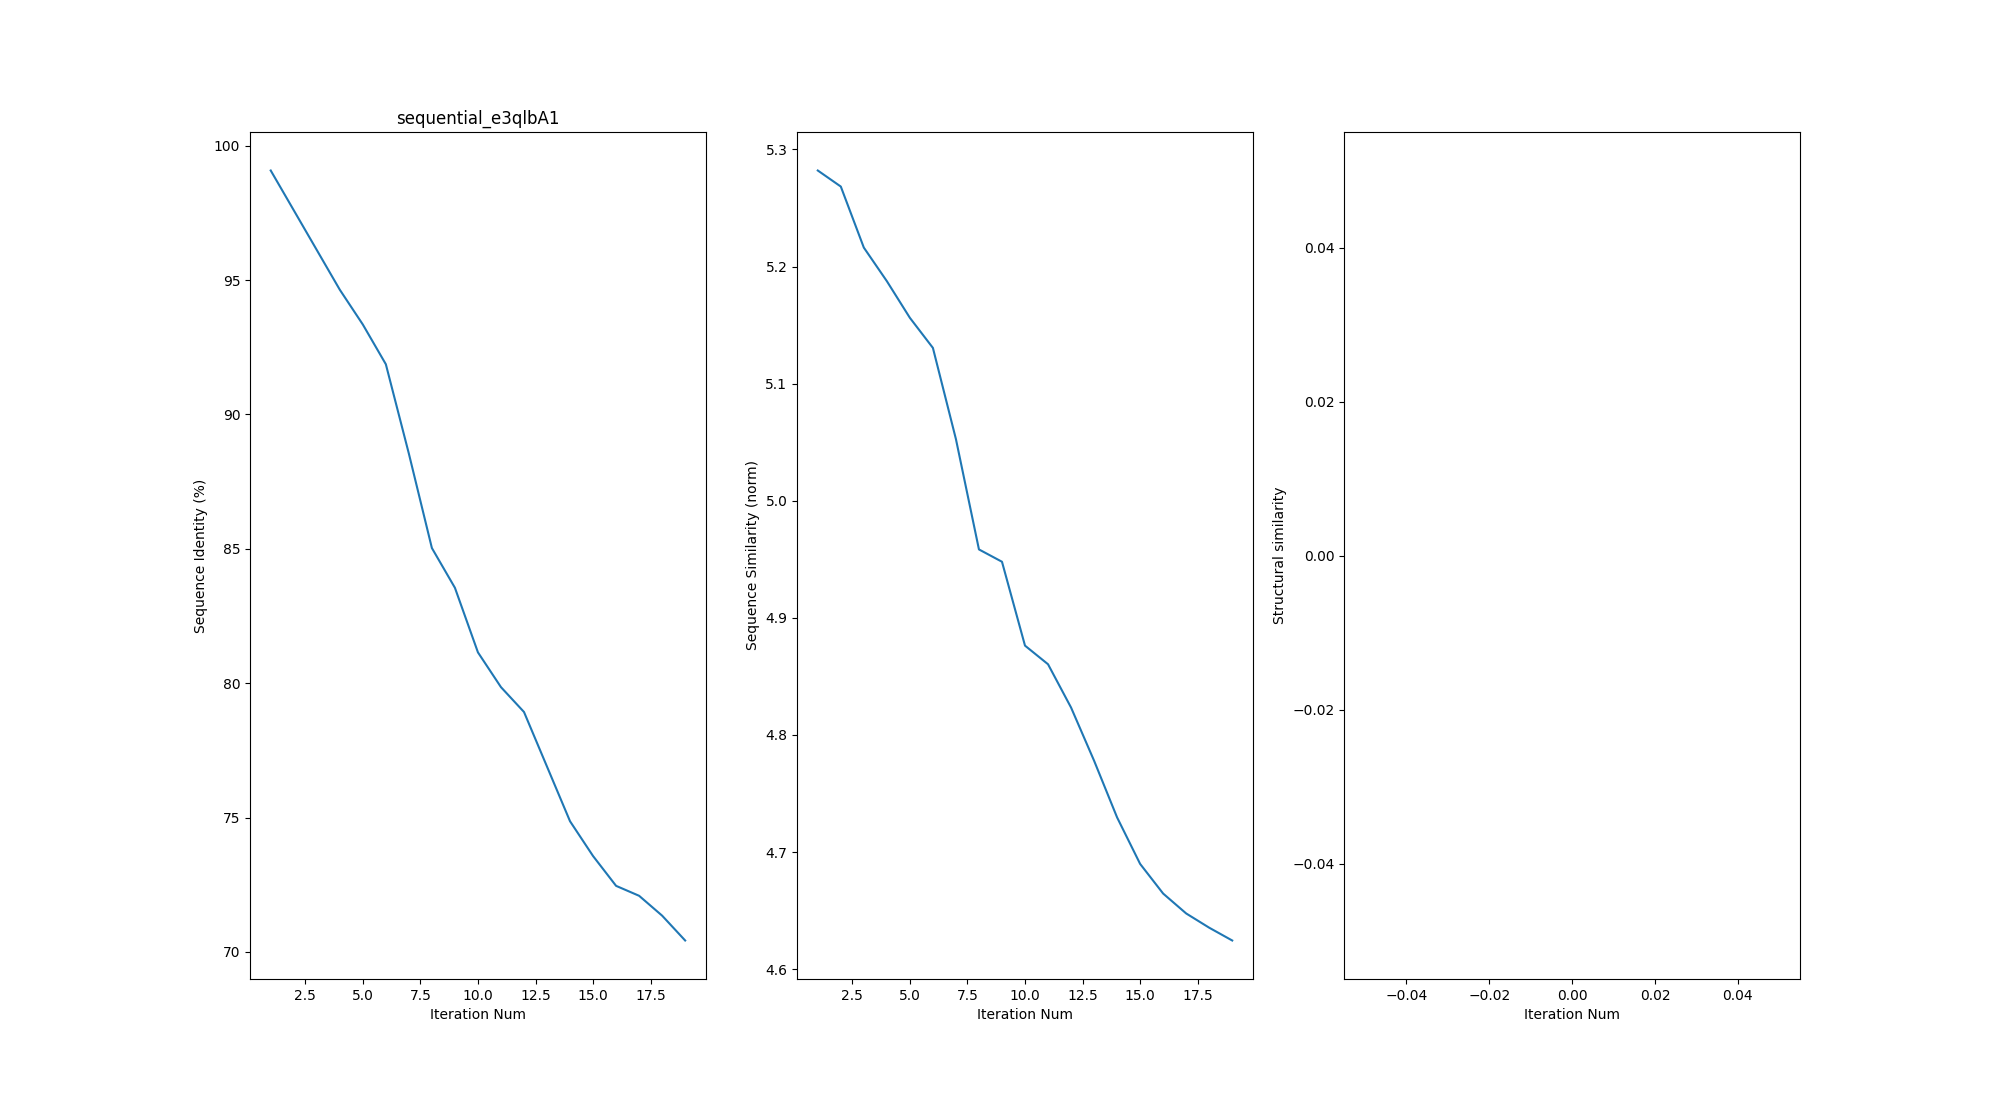 sequential_e3qlbA1
Sequence Identity (%)
100
95
90
85
80
75
70
2.5 5.0 7.5 10.0 12.5 15.0 17.5
Iteration Num
Sequence Similarity (norm)
5.3
5.2
5.1
5.0
4.9
4.8
4.7
4.6
2.5 5.0 7.5 10.0 12.5 15.0 17.5
Iteration Num
Structural similarity
0.04
0.02
0.00
−0.02
−0.04
−0.04 −0.02 0.00 0.02 0.04
Iteration Num